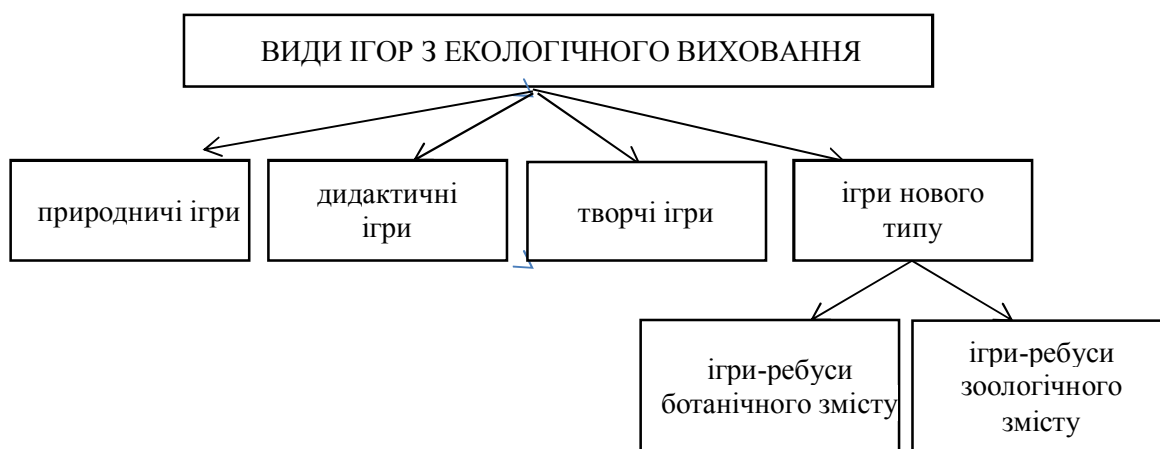 ВИДИ ІГОР З ЕКОЛОГІЧНОГО ВИХОВАННЯ
природничі ігри
дидактичні
ігри
творчі ігри
ігри нового
типу
ігри-ребуси
ботанічного змісту
ігри-ребуси
зоологічного
змісту